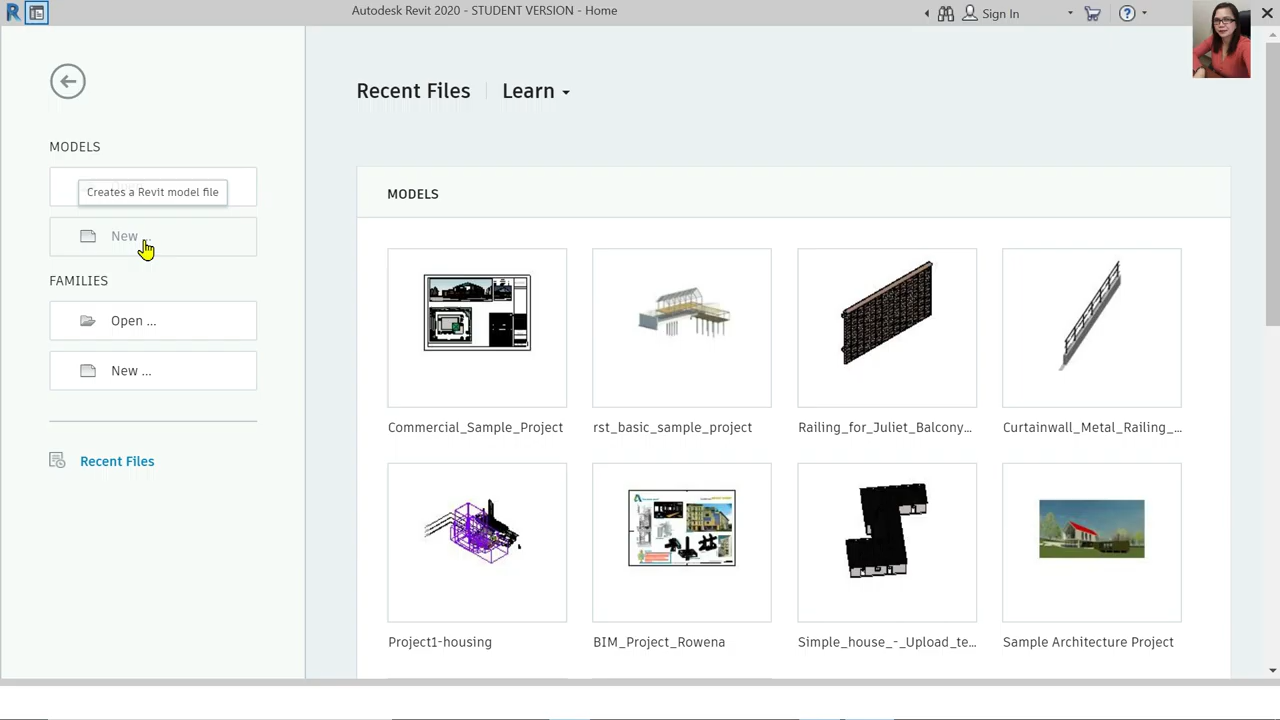 Autodesk Revit 2020 - STUDENT VERSION - Home
Sign In
Recent Files
Learn
MODELS
Creates a Revit model file
New
FAMILIES
Open ...
New ...
Recent Files
MODELS
Commercial_Sample_Project
rst_basic_sample_project
Railing_for_Juliet_Balcony...
Curtainwall_Metal_Railing_...
Project1-housing
BIM_Project_Rowena
Simple_house_-_Upload_te...
Sample Architecture Project